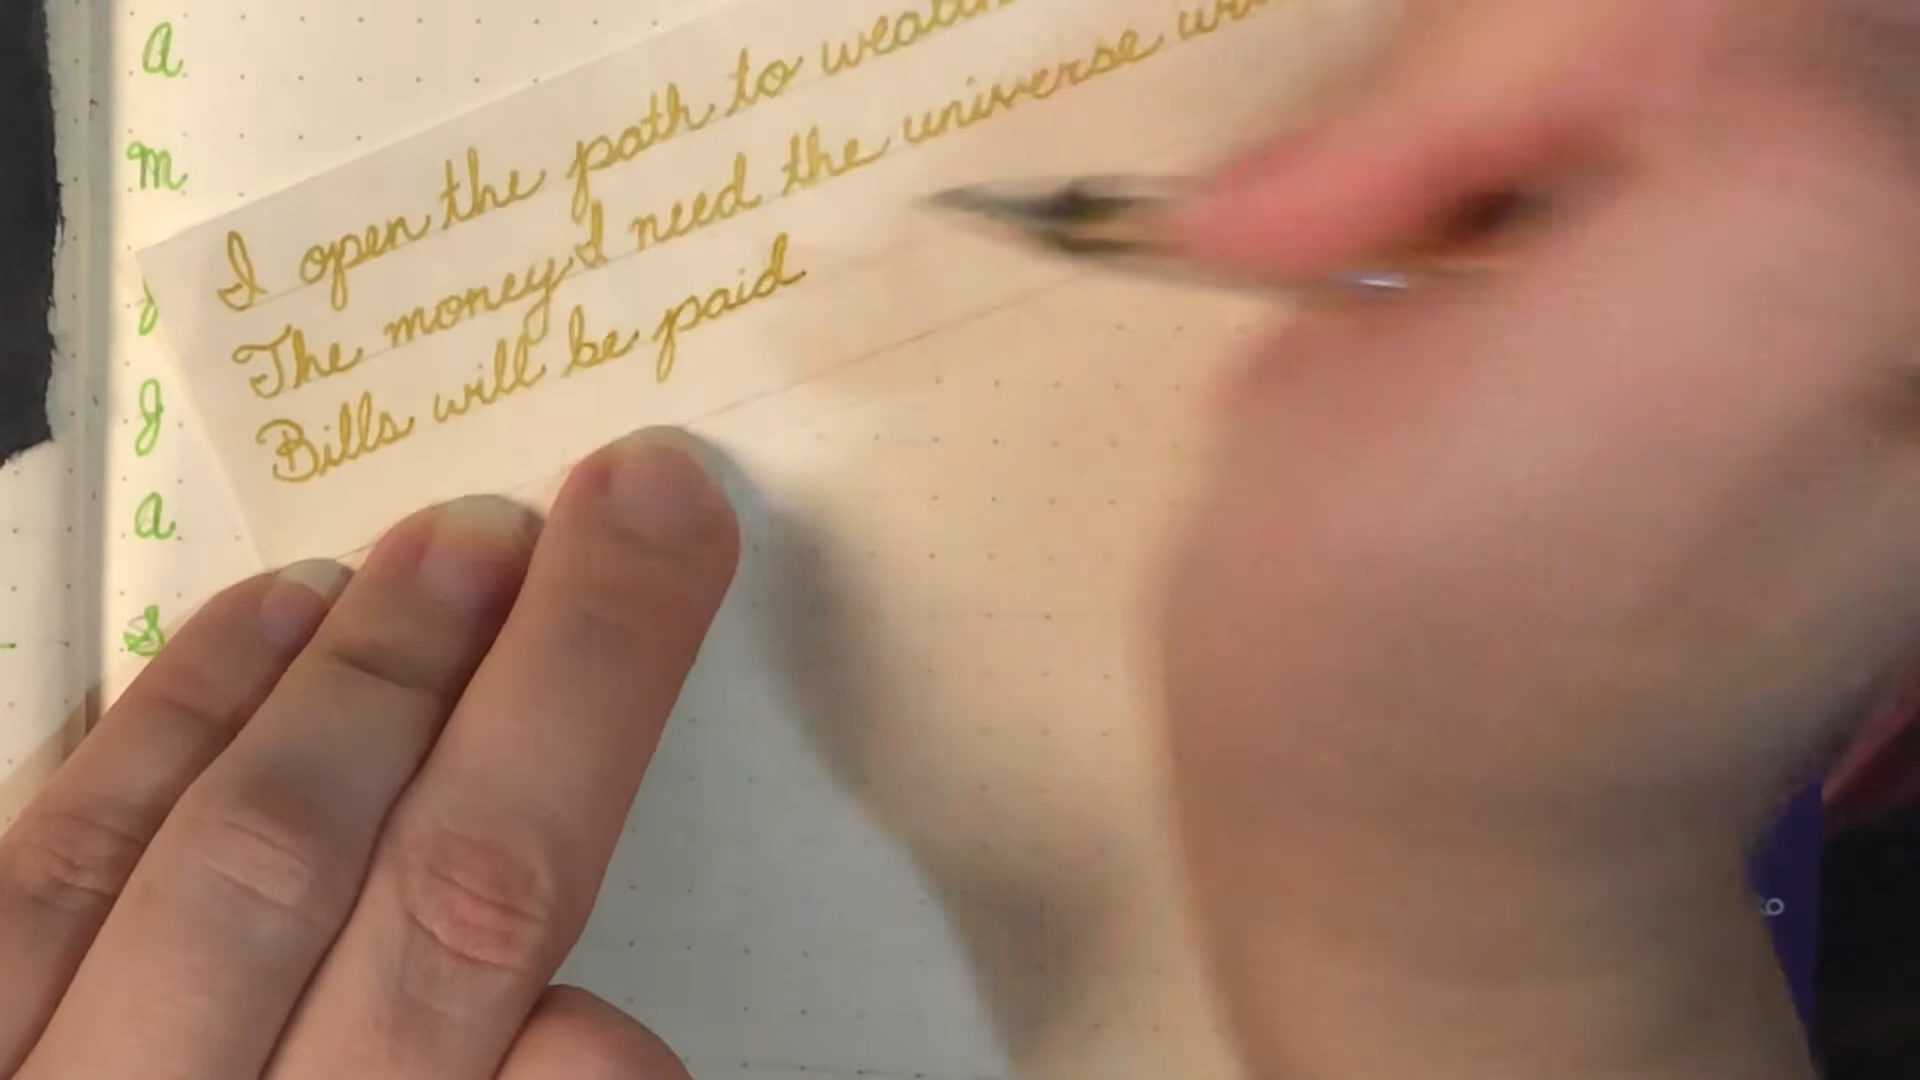 a
m
J
J
a
S
I open the path to
The money I need the universe
Bills will be paid